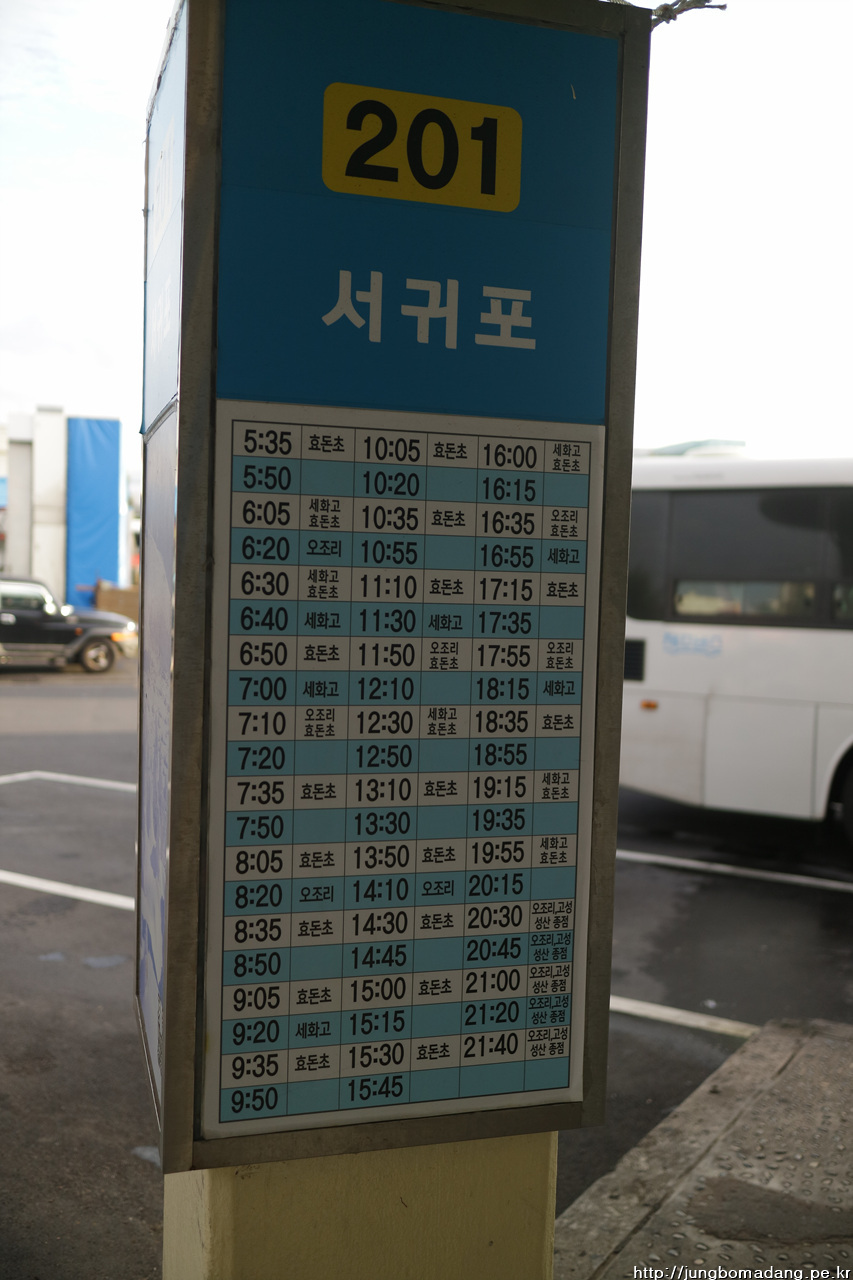 201
서귀포
5:35 효돈초 10:05 효돈초 16:00 세화고 효돈초
5:50 10:20 16:15
6:05 세화고 효돈초 10:35 효돈초 16:35 오조리 효돈초
6:20 오조리 10:55 16:55 세화고
6:30 세화고 효돈초 11:10 효돈초 17:15 효돈초
6:40 세화고 11:30 세화고 17:35
6:50 효돈초 11:50 오조리 효돈초 17:55 오조리 효돈초
7:00 세화고 12:10 18:15 세화고
7:10 오조리 효돈초 12:30 세화고 효돈초 18:35 효돈초
7:20 12:50 18:55
7:35 효돈초 13:10 효돈초 19:15 세화고 효돈초
7:50 13:30 19:35
8:05 효돈초 13:50 효돈초 19:55 세화고 효돈초
8:20 오조리 14:10 오조리 20:15
8:35 효돈초 14:30 효돈초 20:30 오조리,고성 성산 종점
8:50 14:45 20:45 오조리,고성 성산 종점
9:05 효돈초 15:00 효돈초 21:00 오조리,고성 성산 종점
9:20 세화고 15:15 21:20 오조리,고성 성산 종점
9:35 효돈초 15:30 효돈초 21:40 오조리,고성 성산 종점
9:50 15:45
http://jungbomadang.pe.kr